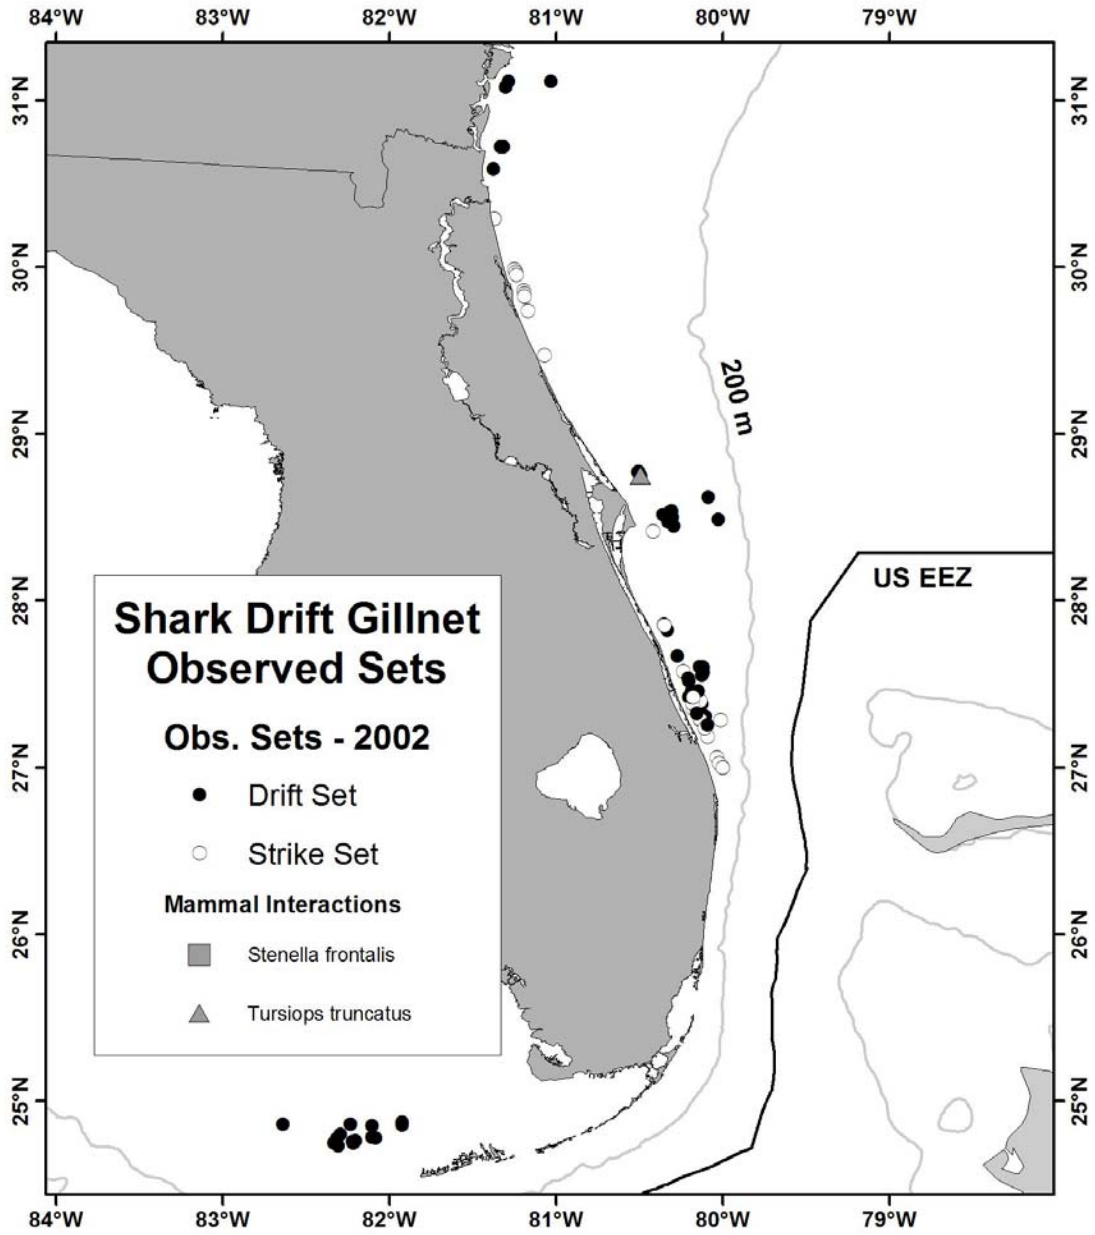 84°W 83°W 82°W 81°W 80°W 79°W
31°N 31°N
30°N 30°N
200 m
29°N 29°N
US EEZ
28°N 28°N
Shark Drift Gillnet
Observed Sets
Obs. Sets - 2002
27°N 27°N
Drift Set
Strike Set
Mammal Interactions
26°N 26°N
Stenella frontalis
Tursiops truncatus
25°N 25°N
84°W 83°W 82°W 81°W 80°W 79°W